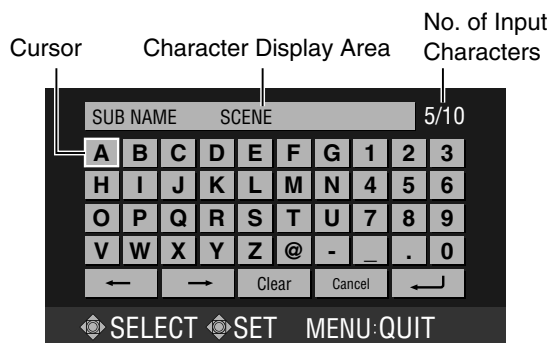 No. of Input
Cursor Character Display Area Characters
SUB NAME SCENE 5/10
A B C D E F G 1 2 3
H I J K L M N 4 5 6
O P Q R S T U 7 8 9
V W X Y Z @ - _ . 0
← → Clear Cancel ↵
SELECT SET MENU:QUIT